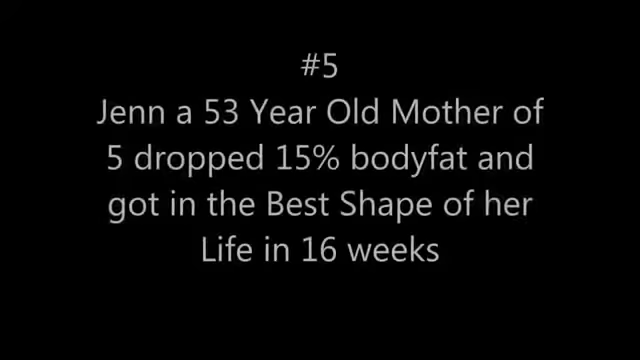 #5
Jenn a 53 Year Old Mother of
5 dropped 15% bodyfat and
got in the Best Shape of her
Life in 16 weeks